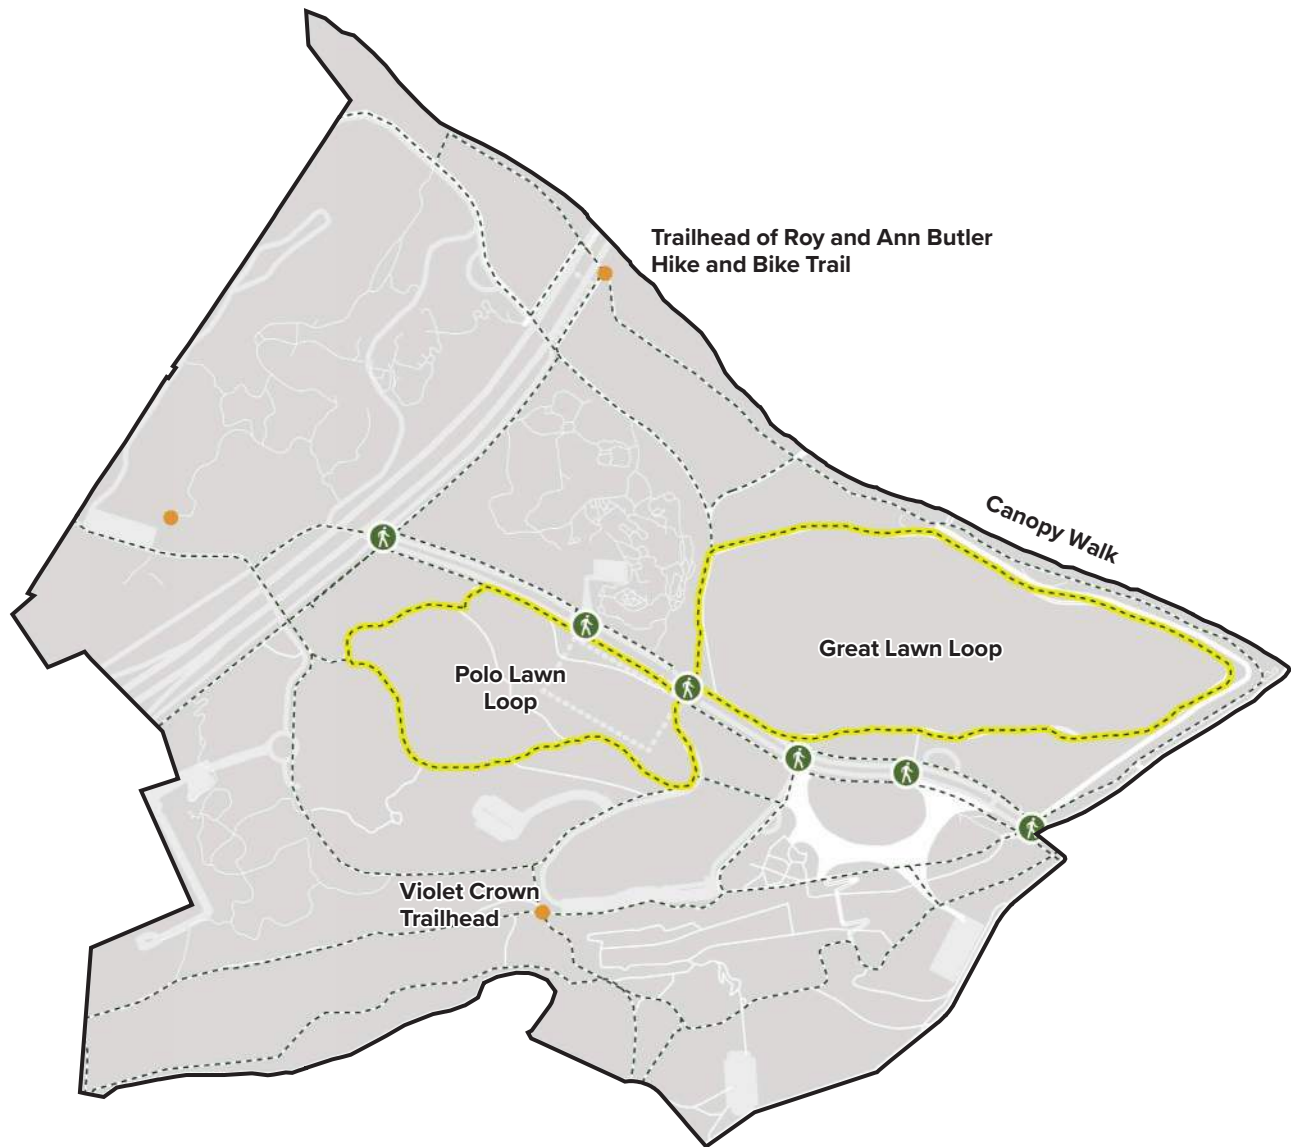 Trailhead of Roy and Ann Butler
Hike and Bike Trail
Canopy Walk
Great Lawn Loop
Polo Lawn
Loop
Violet Crown
Trailhead